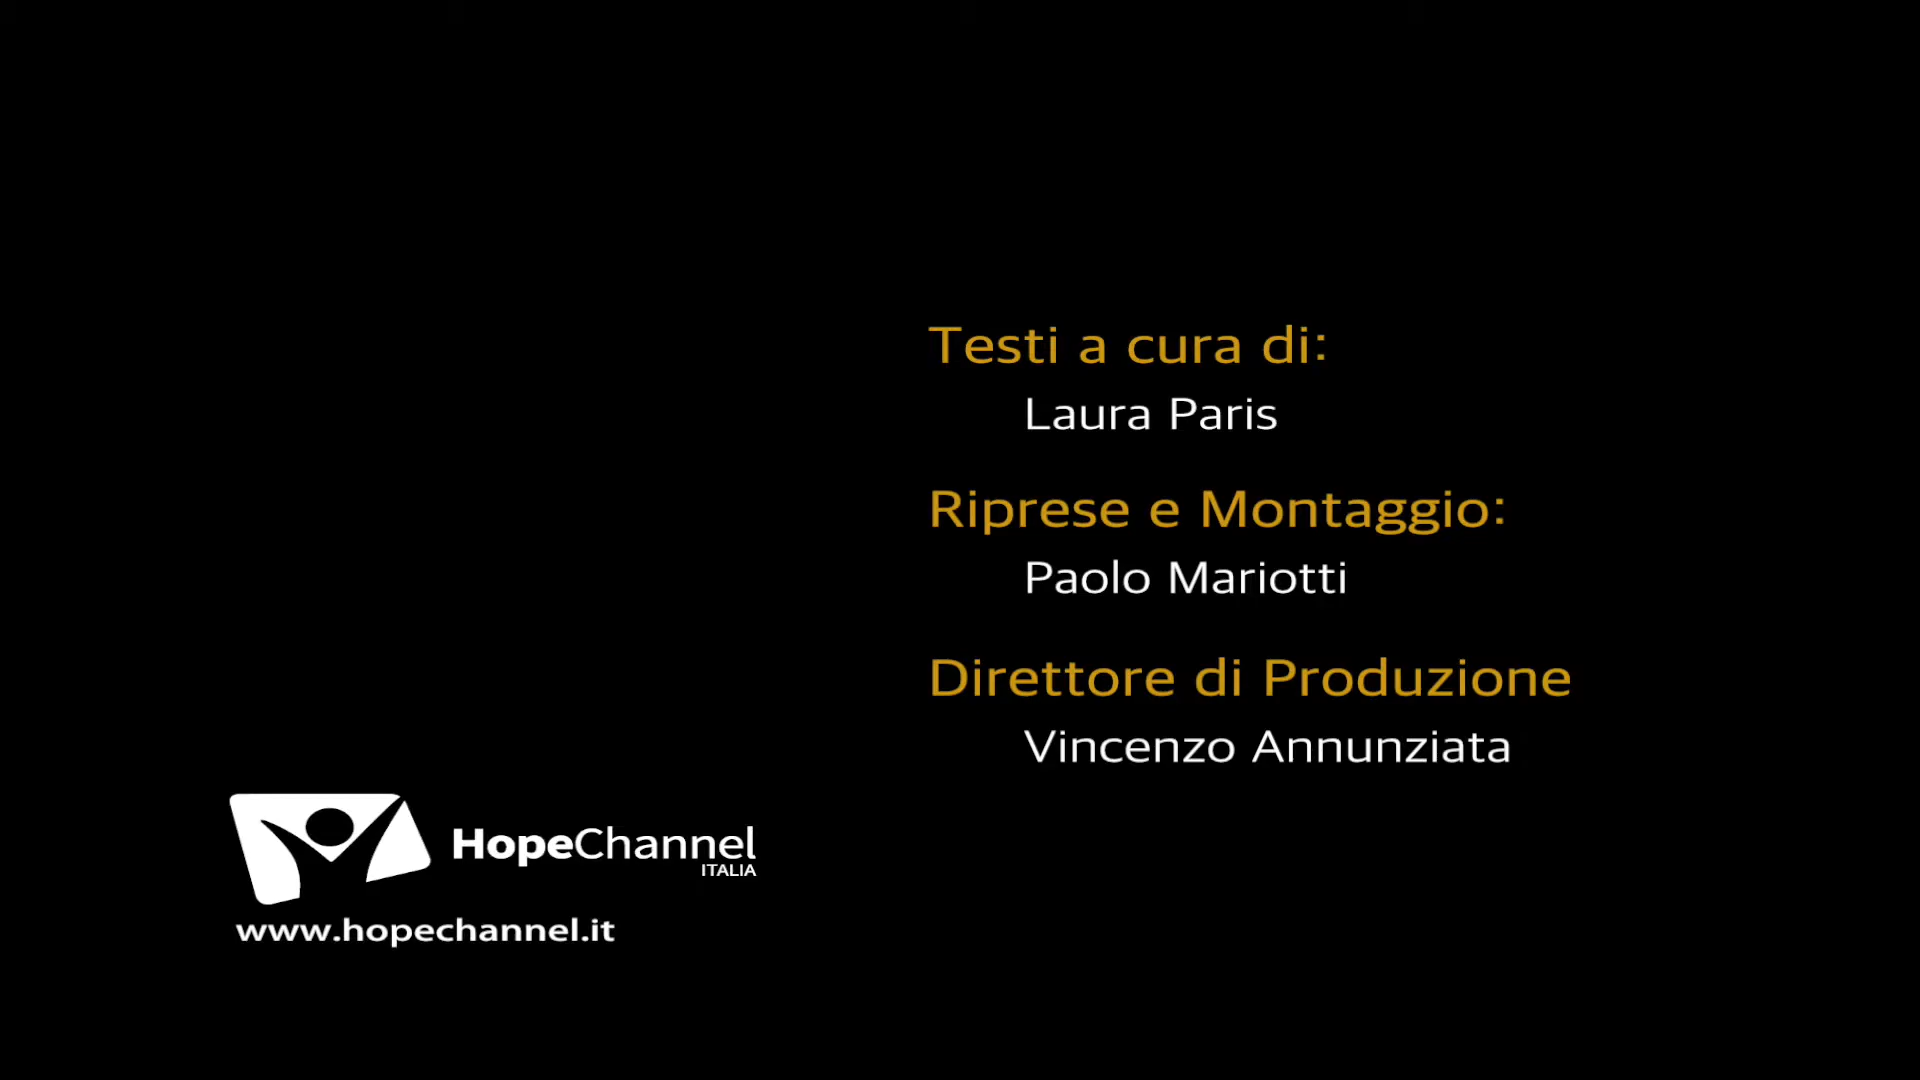 Testi a cura di:
Laura Paris
Riprese e Montaggio:
Paolo Mariotti
Direttore di Produzione
Vincenzo Annunziata
HopeChannel
ITALIA
www.hopechannel.it